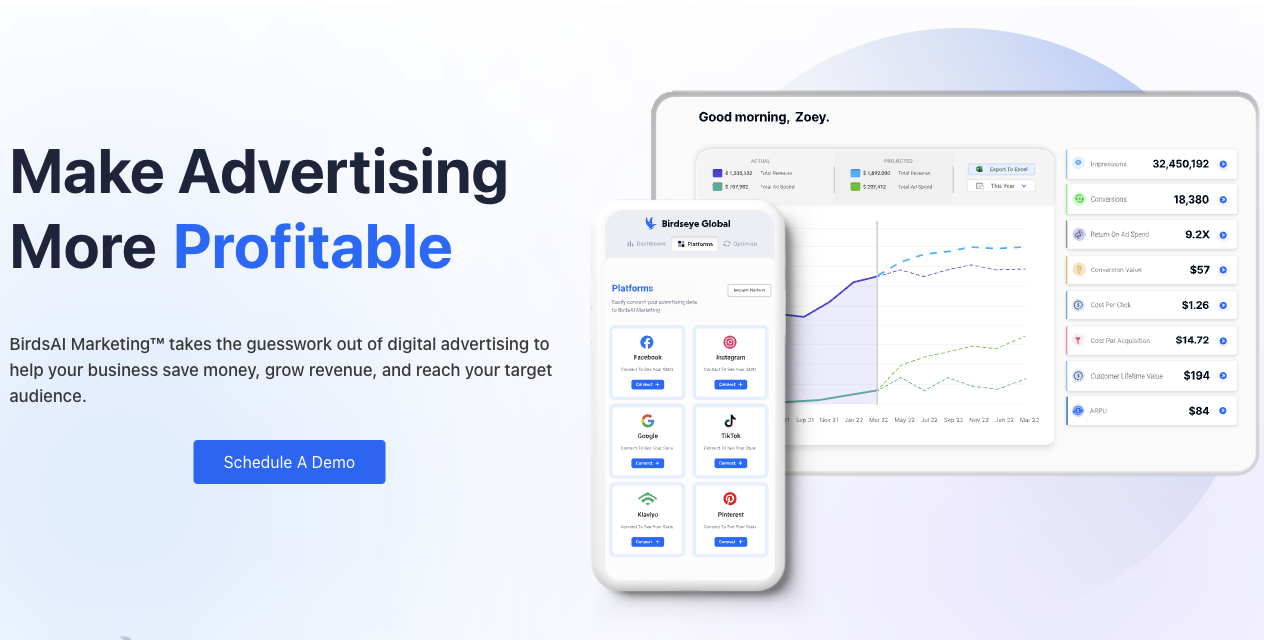 Make Advertising
More Profitable
BirdsAI Marketing™ takes the guesswork out of digital advertising to
help your business save money, grow revenue, and reach your target
audience.
Schedule A Demo
Good morning, Zoey.
ACTUAL
PROJECTED
Total Revenue
$ 1,892,000 Total Revenue
$ 107,982 Total Ad Spend
$ 207,412 Total Ad Spend
Export To Excel
This Year
Sep 21 Nov 21 Jan 22 Mar 22 May 22 Jul 22 Sep 22 Nov 22 Jan 22 Mar 22
Impressions 32,450,192
Conversions 18,380
Return On Ad Spend 9.2X
Conversion Value $57
Cost Per Click $1.26
Cost Per Acquisition $14.72
Customer Lifetime Value $194
ARPU $84
Birdseye Global
Dashboard Platforms Optimize
Platforms
Easily connect your advertising data
to BirdsAI Marketing
Request Platform
Facebook
Connect To See Your Stats
Connect +
Instagram
Connect To See Your Stats
Connect +
Google
Connect To See Your Stats
Connect +
TikTok
Connect To See Your Stats
Connect +
Klaviyo
Connect To See Your Stats
Connect +
Pinterest
Connect To See Your Stats
Connect +